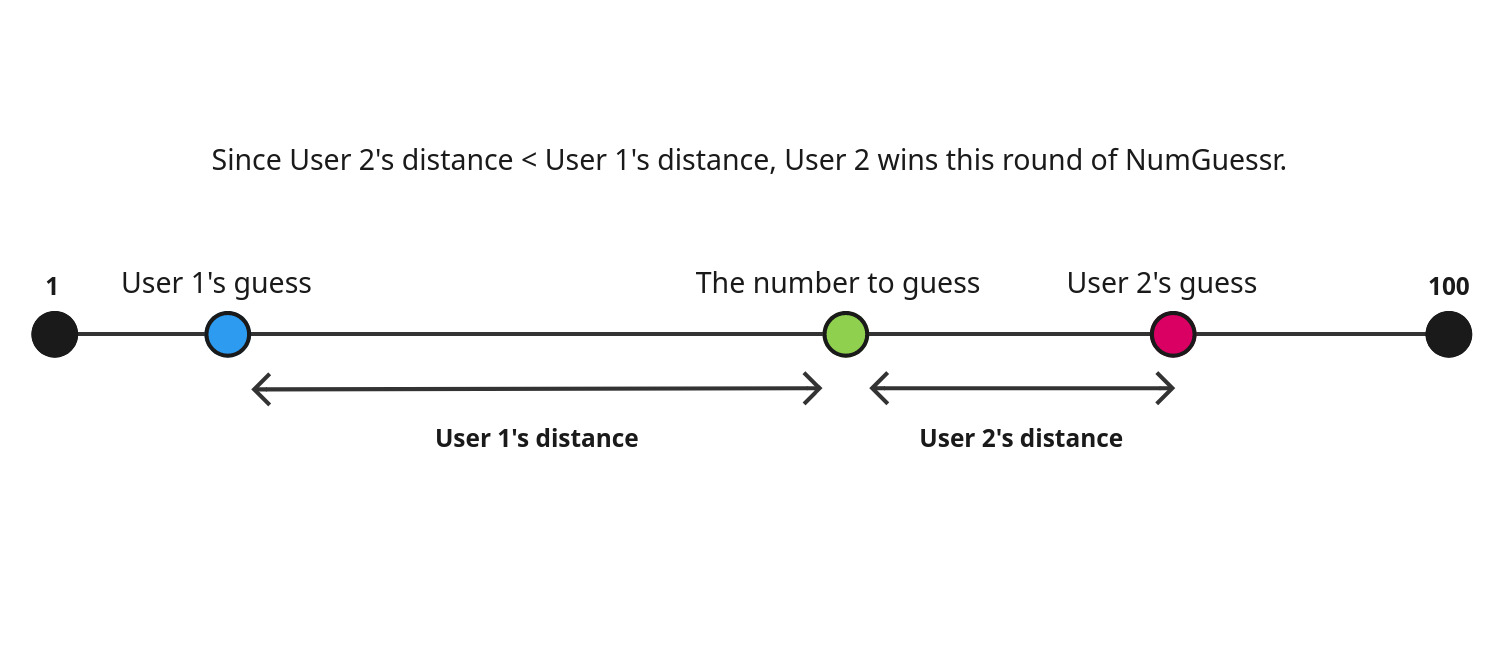 Since User 2's distance < User 1's distance, User 2 wins this round of NumGuessr.
1
User 1's guess
The number to guess
User 2's guess
100
User 1's distance
User 2's distance